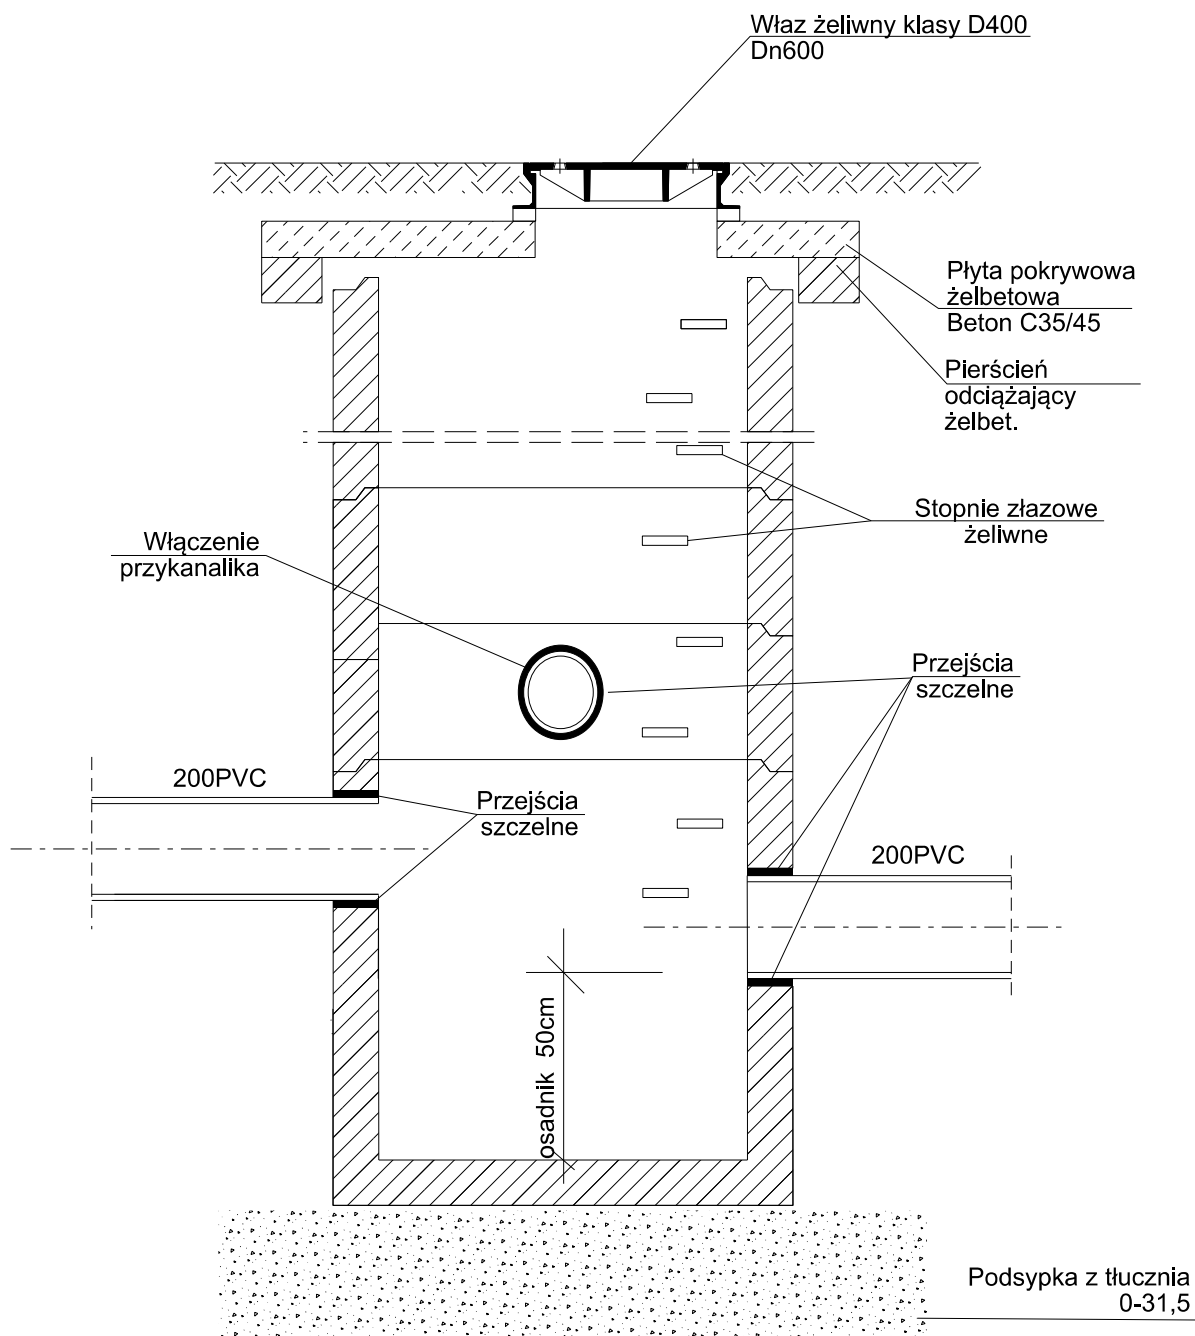 Właz żeliwny klasy D400
Dn600
Płyta pokrywowa
żelbetowa
Beton C35/45
Pierścień
odciążający
żelbet.
Stopnie złazowe
żeliwne
Włączenie
przykanalika
Przejścia
szczelne
200PVC
Przejścia
szczelne
200PVC
osadnik 50cm
Podsypka z tłucznia
0-31,5